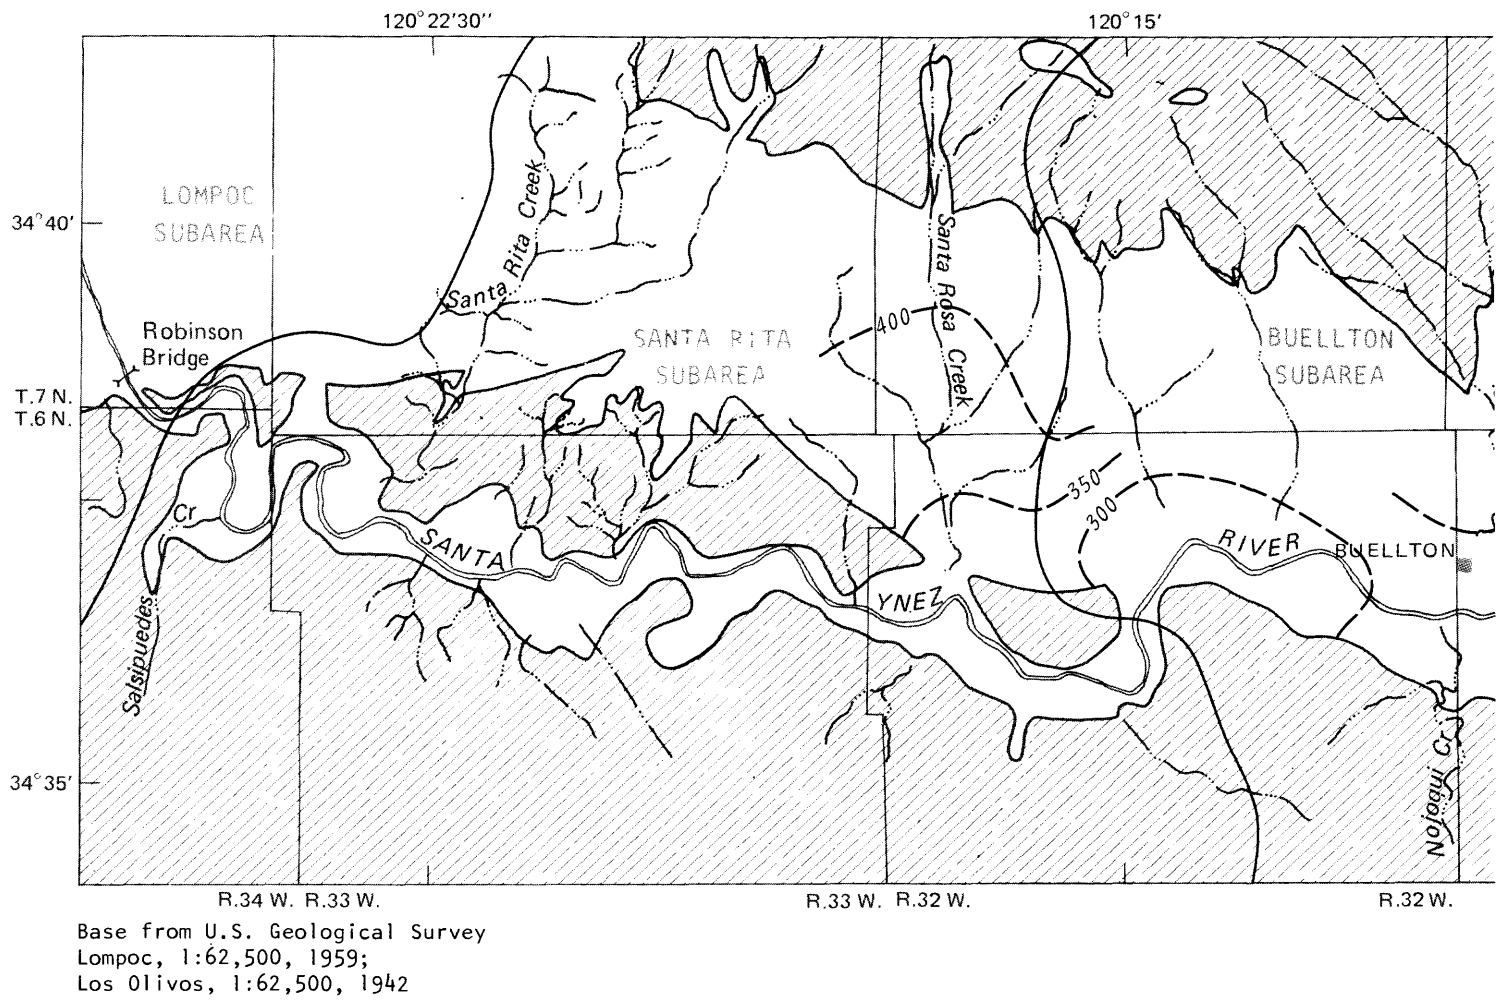 120°22'30''
120°15'
LOMPOC
SUBAREA
34°40'
Santa Rita Creek
Santa Rosa Creek
400
Robinson
Bridge
SANTA RITA
SUBAREA
BUELLTON
SUBAREA
T.7 N.
T.6 N.
350
300
Cr
SANTA
YNEZ
RIVER
BUELLTON
Salsipuedes
Nojoqui Cr
34°35'
R.34 W. R.33 W.
R.33 W. R.32 W.
R.32 W.
Base from U.S. Geological Survey
Lompoc, 1:62,500, 1959;
Los Olivos, 1:62,500, 1942